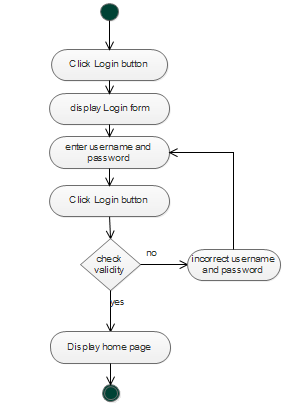 Click Login button
display Login form
enter username and
password
Click Login button
check
validity
no
incorrect username
and password
yes
Display home page